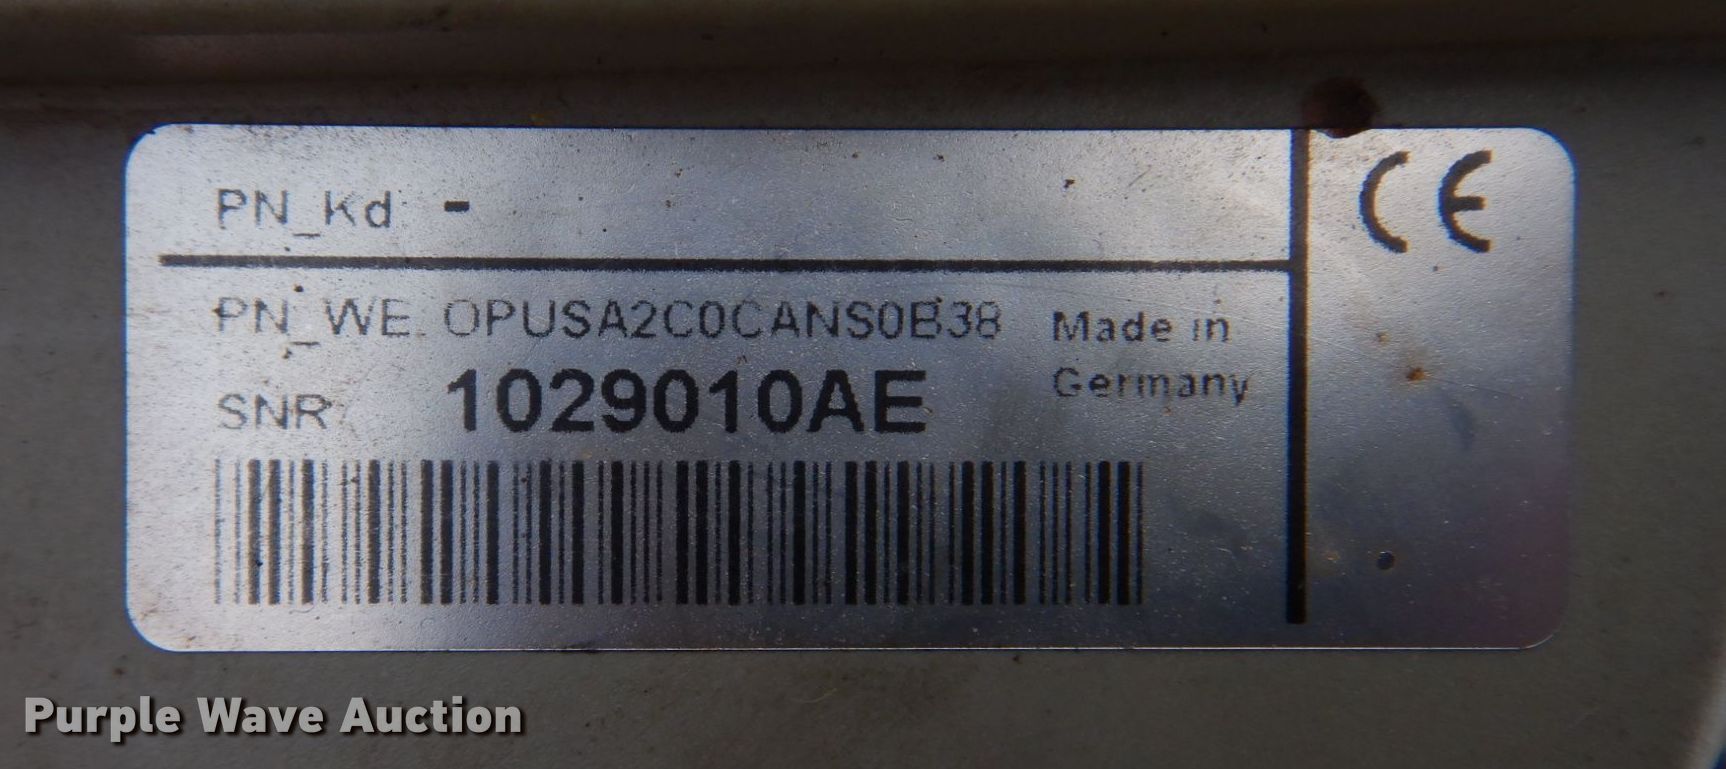 PN_Kd -
CE
PN_WE. OPUSA2C0CANS0B38
Made in
Germany
SNR 1029010AE
Purple Wave Auction